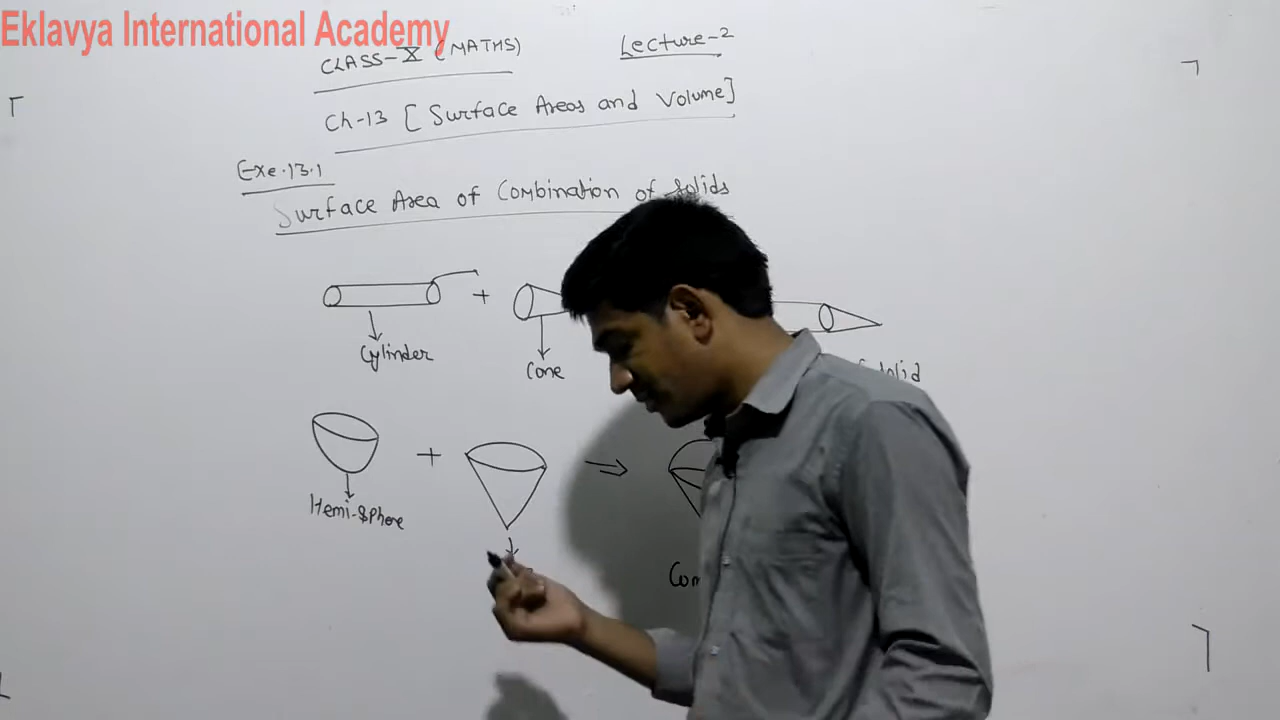 Eklavya International Academy
CLASS-X (MATHS)
Lecture-2
Ch-13 [Surface Areas and Volume]
Exe.13.1
Surface Area of Combination of Solids
+
Cylinder
Cone
Solid
+
⇒
Hemi-Sphere